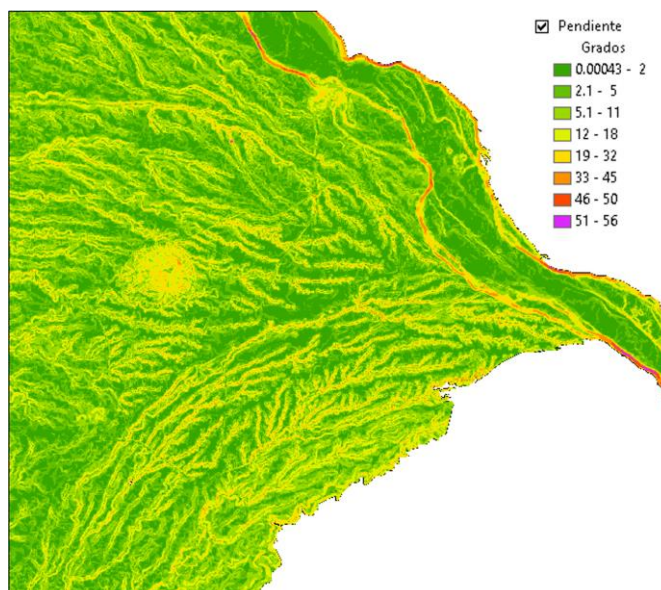 Pendiente
Grados
0.00043 - 2
2.1 - 5
5.1 - 11
12 - 18
19 - 32
33 - 45
46 - 50
51 - 56